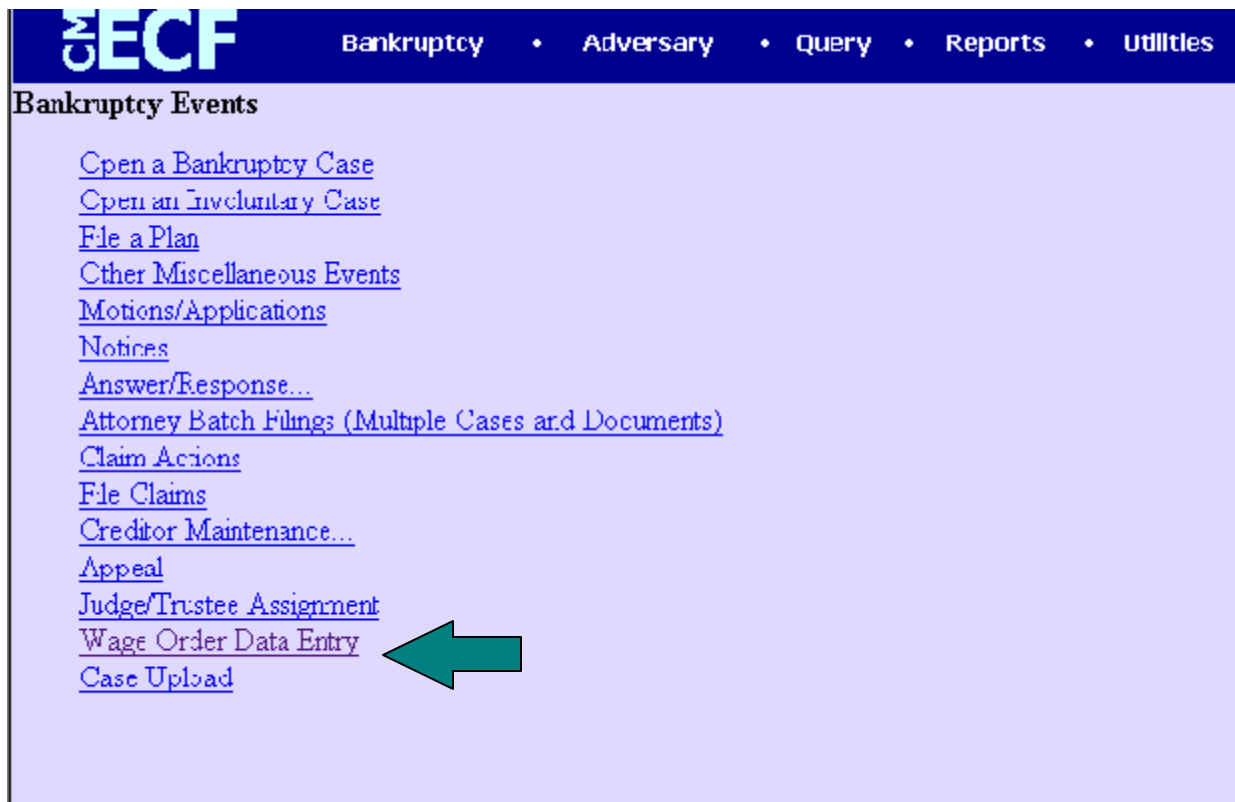 CM ECF Bankruptcy • Adversary • Query • Reports • Utilities
Bankruptcy Events
Open a Bankruptcy Case
Open an Involuntary Case
File a Plan
Other Miscellaneous Events
Motions/Applications
Notices
Answer/Response...
Attorney Batch Filings (Multiple Cases and Documents)
Claim Actions
File Claims
Creditor Maintenance...
Appeal
Judge/Trustee Assignment
Wage Order Data Entry
Case Upload